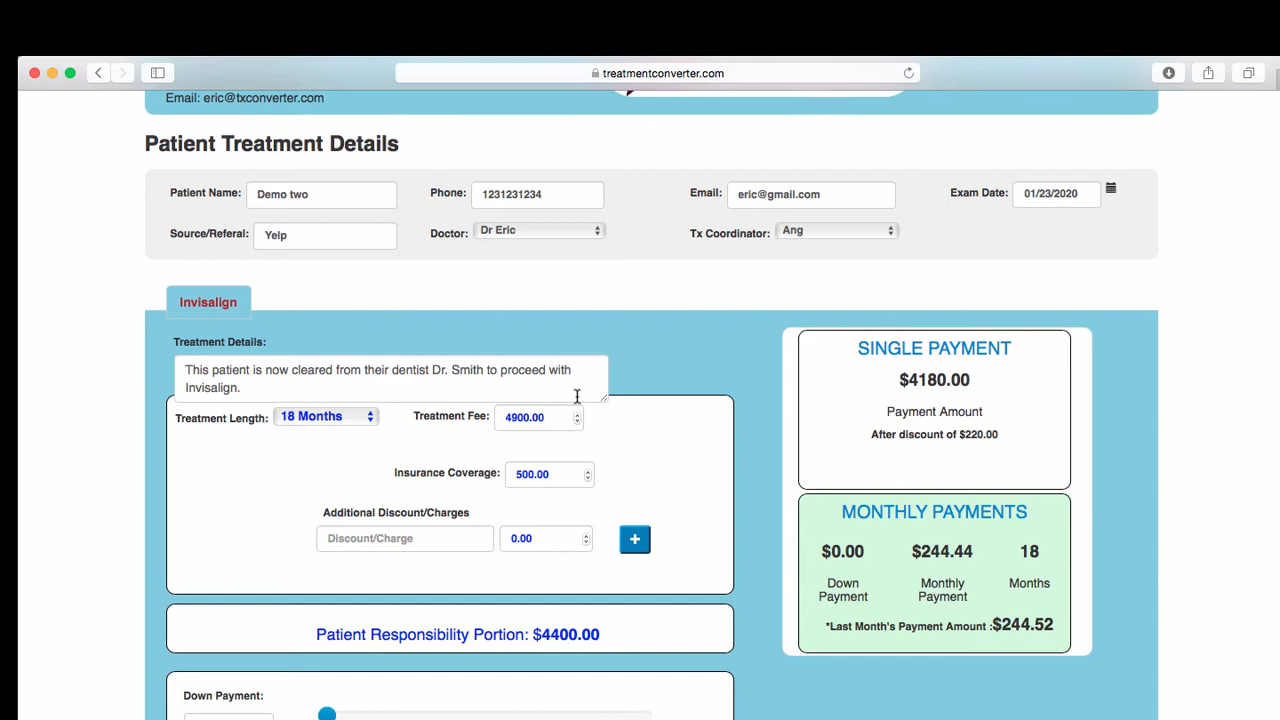 treatmentconverter.com
Email: eric@txconverter.com
Patient Treatment Details
Patient Name: Demo two Phone: 1231231234 Email: eric@gmail.com Exam Date: 01/23/2020
Source/Referal: Yelp Doctor: Dr Eric Tx Coordinator: Ang
Invisalign
Treatment Details:
This patient is now cleared from their dentist Dr. Smith to proceed with
Invisalign.
Treatment Length: 18 Months Treatment Fee: 4900.00
Insurance Coverage: 500.00
Additional Discount/Charges
Discount/Charge 0.00 +
Patient Responsibility Portion: $4400.00
Down Payment:
SINGLE PAYMENT
$4180.00
Payment Amount
After discount of $220.00
MONTHLY PAYMENTS
$0.00 $244.44 18
Down Monthly Months
Payment Payment
*Last Month's Payment Amount :$244.52